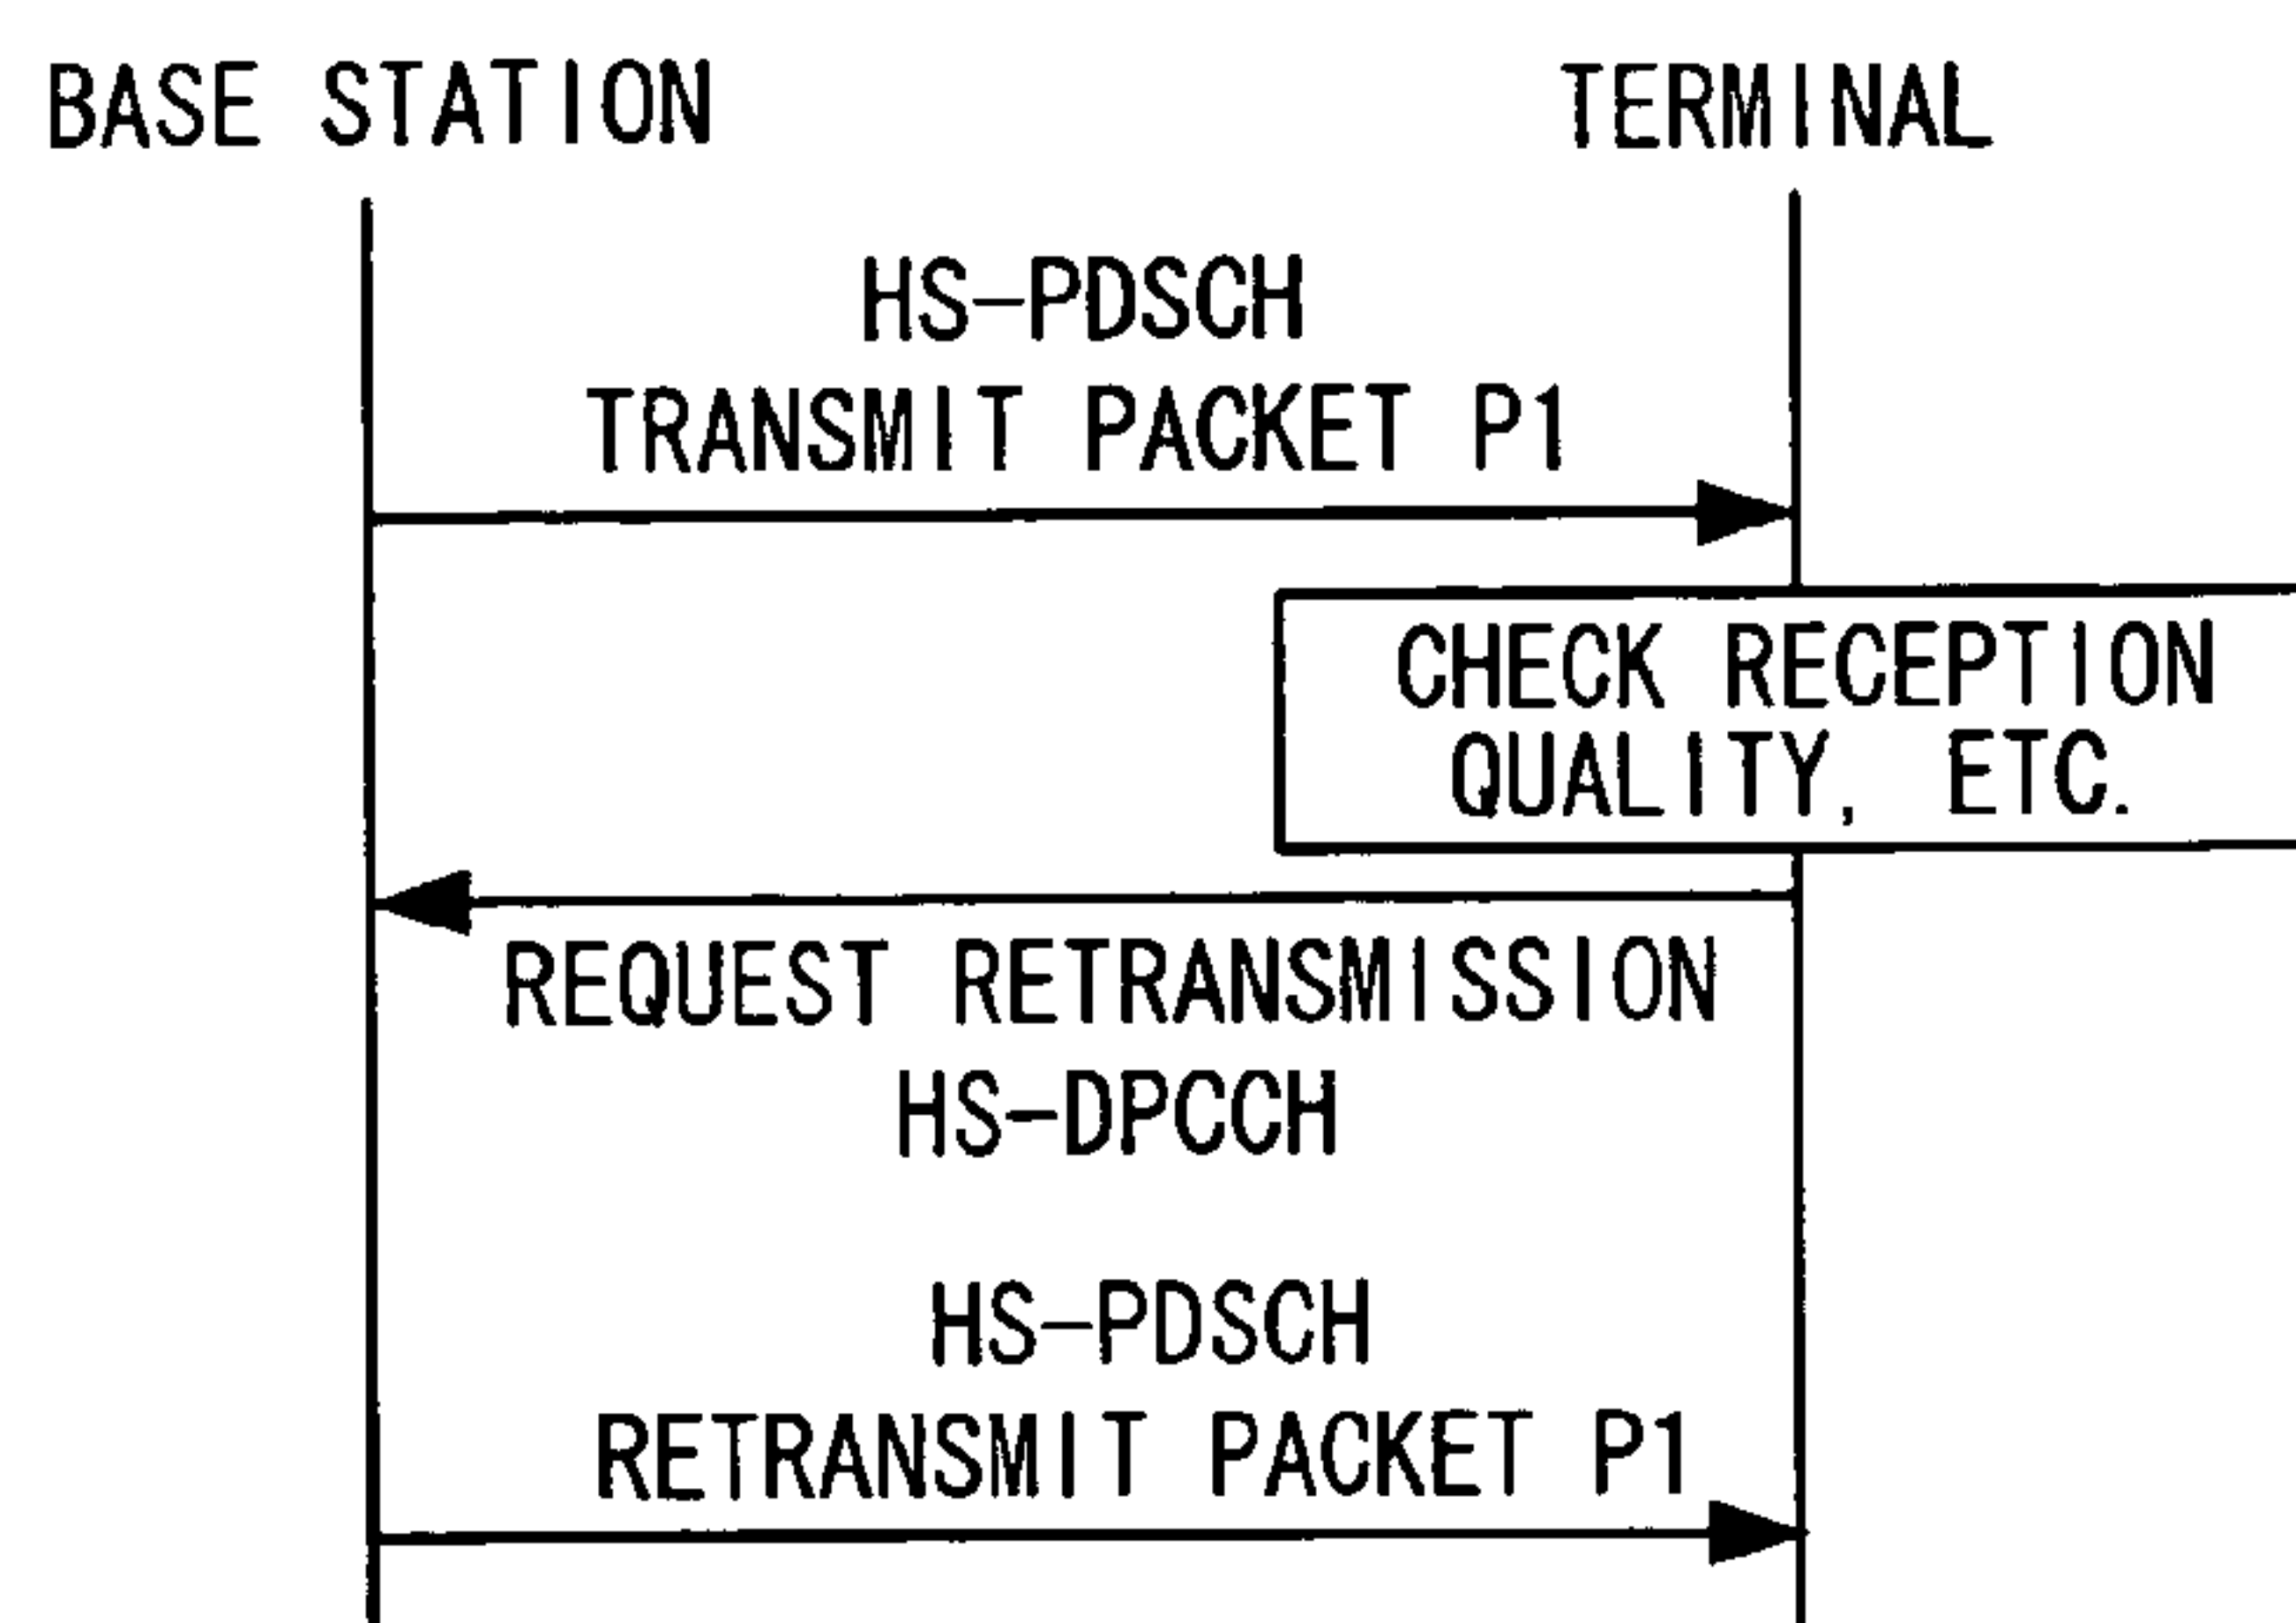 BASE STATION TERMINAL
HS-PDSCH
TRANSMIT PACKET P1
CHECK RECEPTION
QUALITY, ETC.
REQUEST RETRANSMISSION
HS-DPCCH
HS-PDSCH
RETRANSMIT PACKET P1